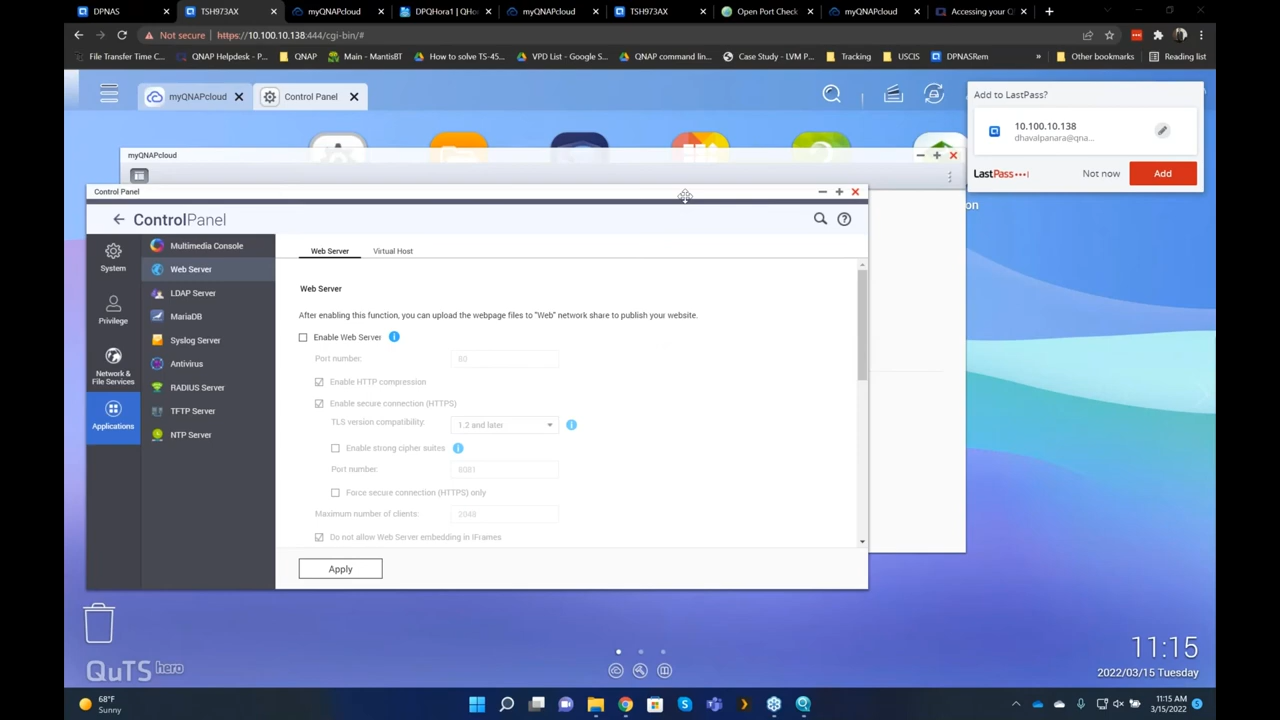 DPNAS
TSH973AX
myQNAPcloud
DPQHora1 | QHo
myQNAPcloud
TSH973AX
Open Port Check
myQNAPcloud
Accessing your Q
Not secure
https://10.100.10.138:444/cgi-bin/#
File Transfer Time C...
QNAP Helpdesk - P...
QNAP
Main - MantisBT
How to solve TS-45...
VPD List - Google S...
QNAP command lin...
Case Study - LVM P...
Tracking
USCIS
DPNASRem
»
Other bookmarks
Reading list
myQNAPcloud
Control Panel
Add to LastPass?
10.100.10.138
dhavalpanara@qna...
LastPass
Not now
Add
myQNAPcloud
Control Panel
ControlPanel
System
Privilege
Network &
File Services
Applications
Multimedia Console
Web Server
LDAP Server
MariaDB
Syslog Server
Antivirus
RADIUS Server
TFTP Server
NTP Server
Web Server
Virtual Host
Web Server
After enabling this function, you can upload the webpage files to "Web" network share to publish your website.
Enable Web Server
Port number:
80
Enable HTTP compression
Enable secure connection (HTTPS)
TLS version compatibility:
1.2 and later
Enable strong cipher suites
Port number:
8081
Force secure connection (HTTPS) only
Maximum number of clients:
2048
Do not allow Web Server embedding in IFrames
Apply
on
QuTS hero
11:15
2022/03/15 Tuesday
68°F
Sunny
11:15 AM
3/15/2022
5